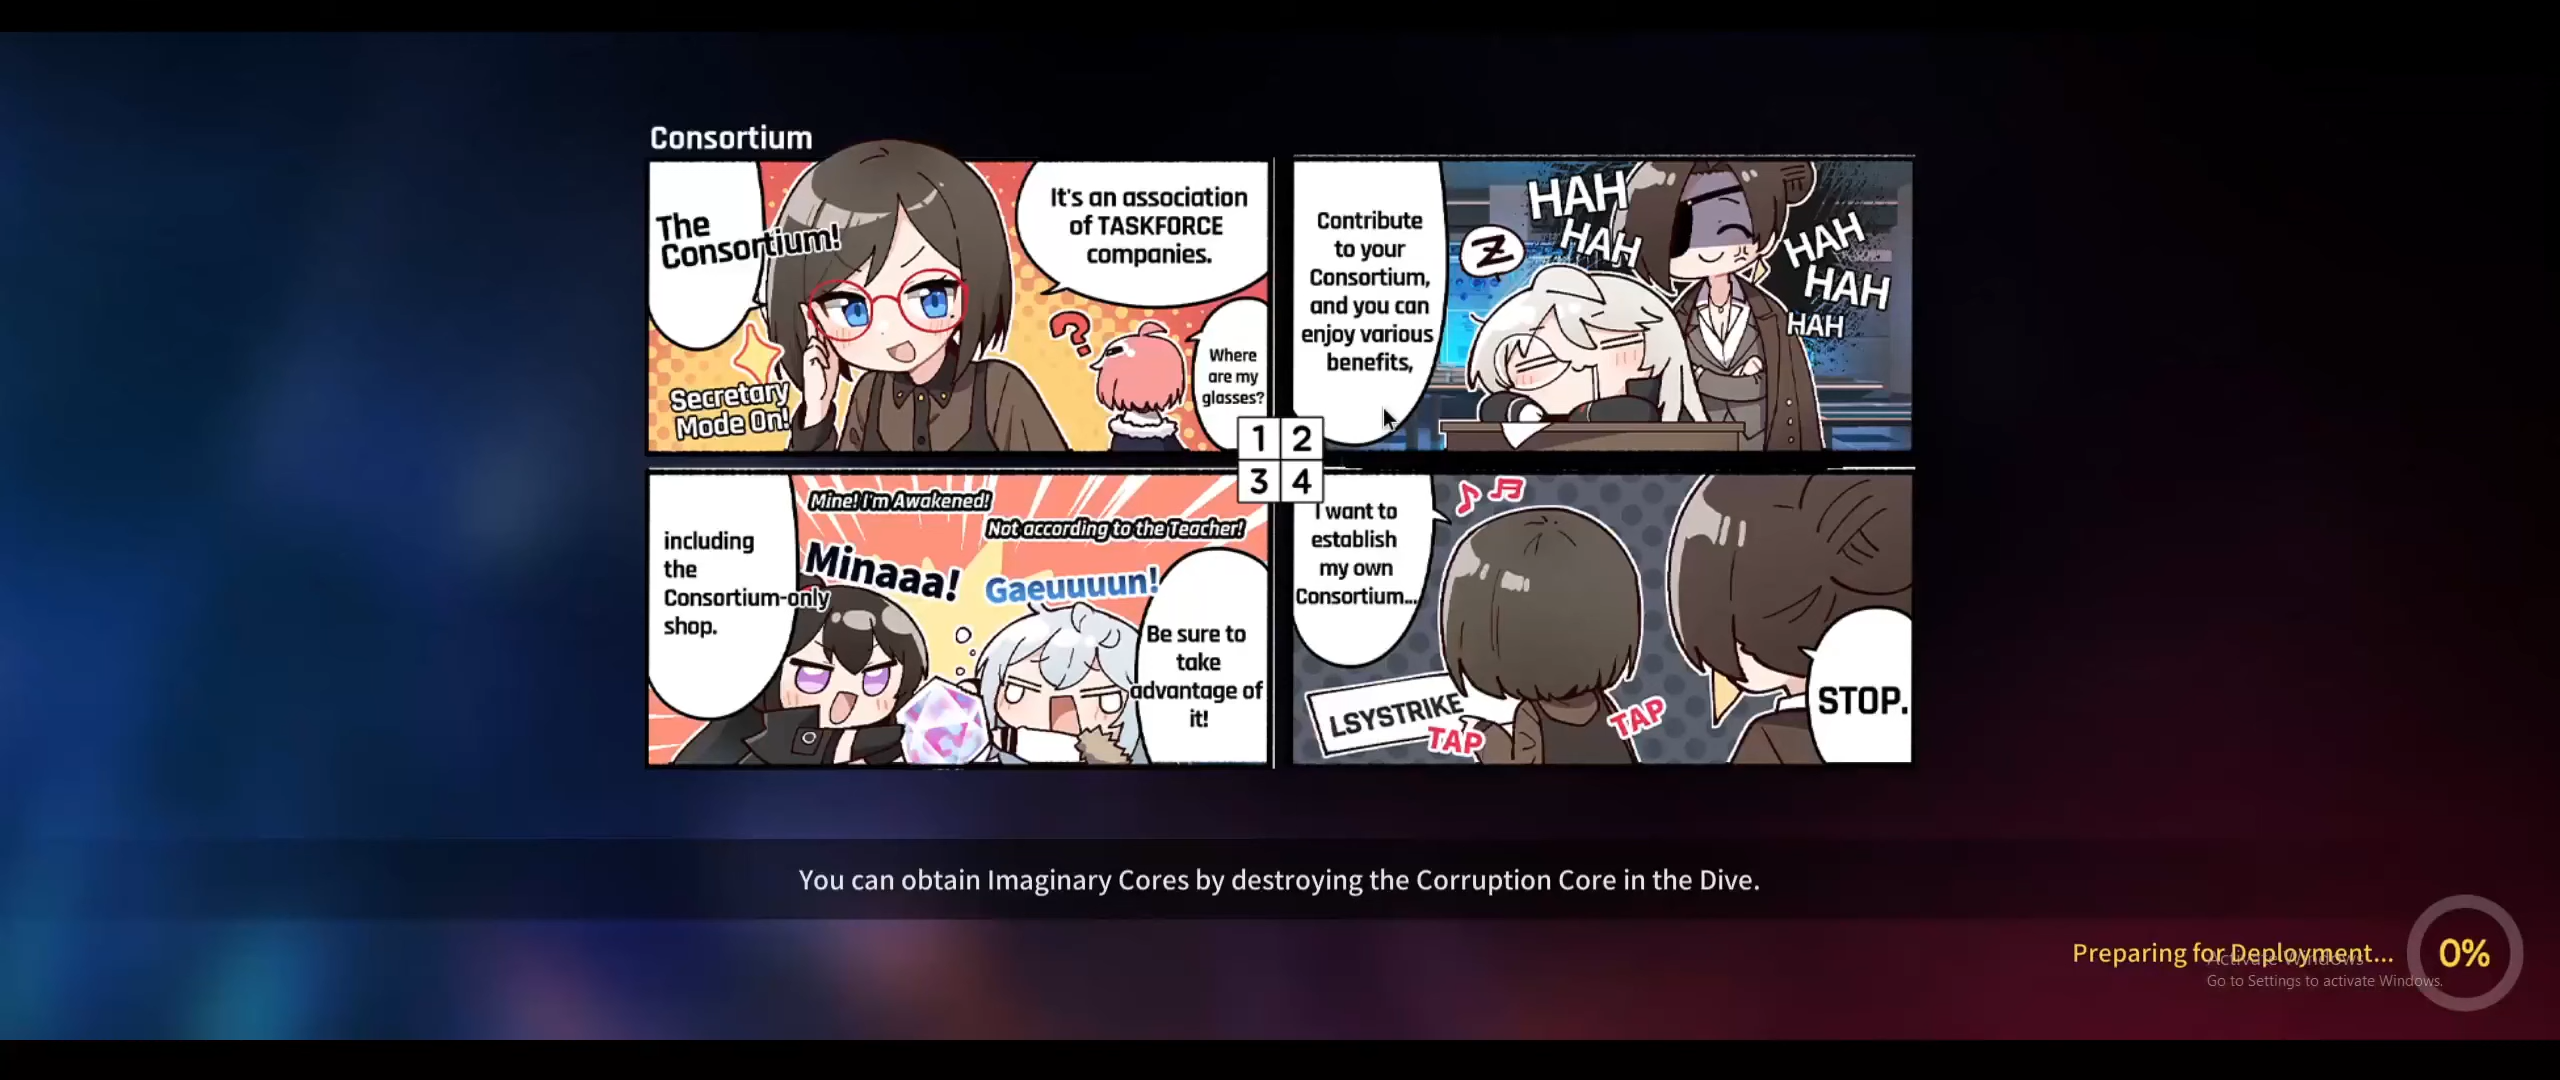 Consortium
The
Consortium!
It's an association
of TASKFORCE
companies.
Secretary
Mode On!
?
Where
are my
glasses?
Contribute
to your
Consortium,
and you can
enjoy various
benefits,
Z
HAH
HAH
HAH
HAH
HAH
1 2
3 4
including
the
Consortium-only
shop.
Mine! I'm Awakened!
Not according to the Teacher!
Minaaa!
Gaeuuuun!
Be sure to
take
advantage of
it!
I want to
establish
my own
Consortium...
LSYSTRIKE
TAP
TAP
STOP.
You can obtain Imaginary Cores by destroying the Corruption Core in the Dive.
Preparing for Deployment...
0%
Activate Windows
Go to Settings to activate Windows.